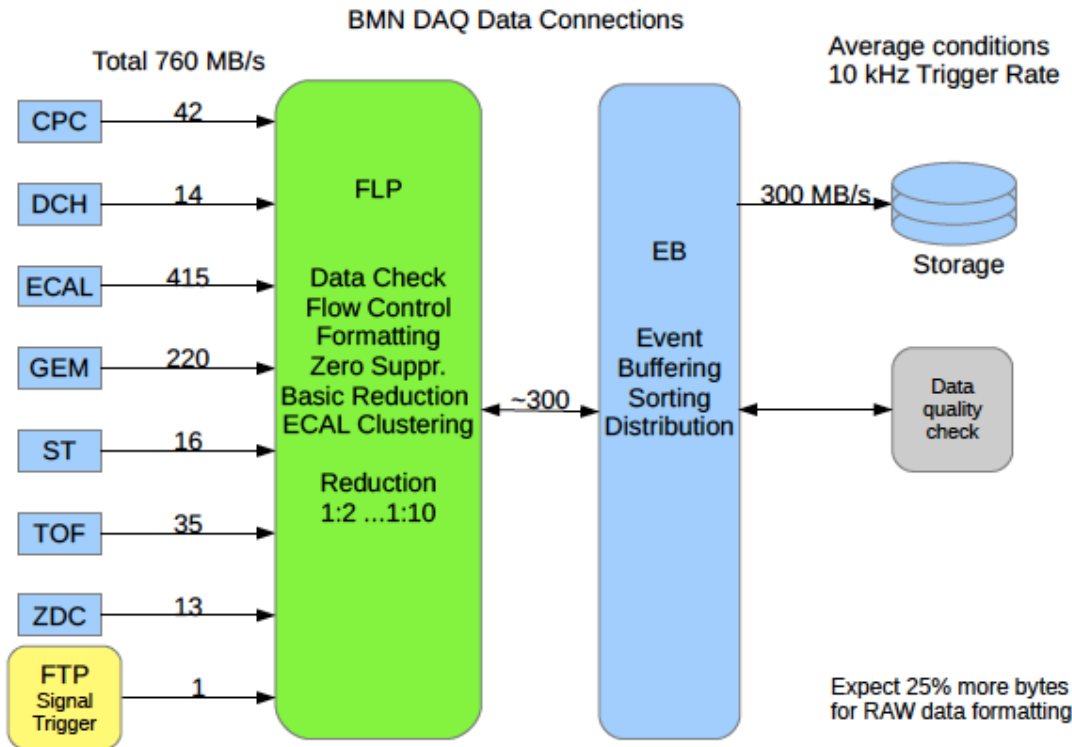 BMN DAQ Data Connections
Total 760 MB/s
Average conditions
10 kHz Trigger Rate
CPC
42
DCH
14
ECAL
415
GEM
220
ST
16
TOF
35
ZDC
13
FTP
Signal
Trigger
1
FLP
Data Check
Flow Control
Formatting
Zero Suppr.
Basic Reduction
ECAL Clustering
Reduction
1:2 ...1:10
~300
EB
Event
Buffering
Sorting
Distribution
300 MB/s
Storage
Data
quality
check
Expect 25% more bytes
for RAW data formatting